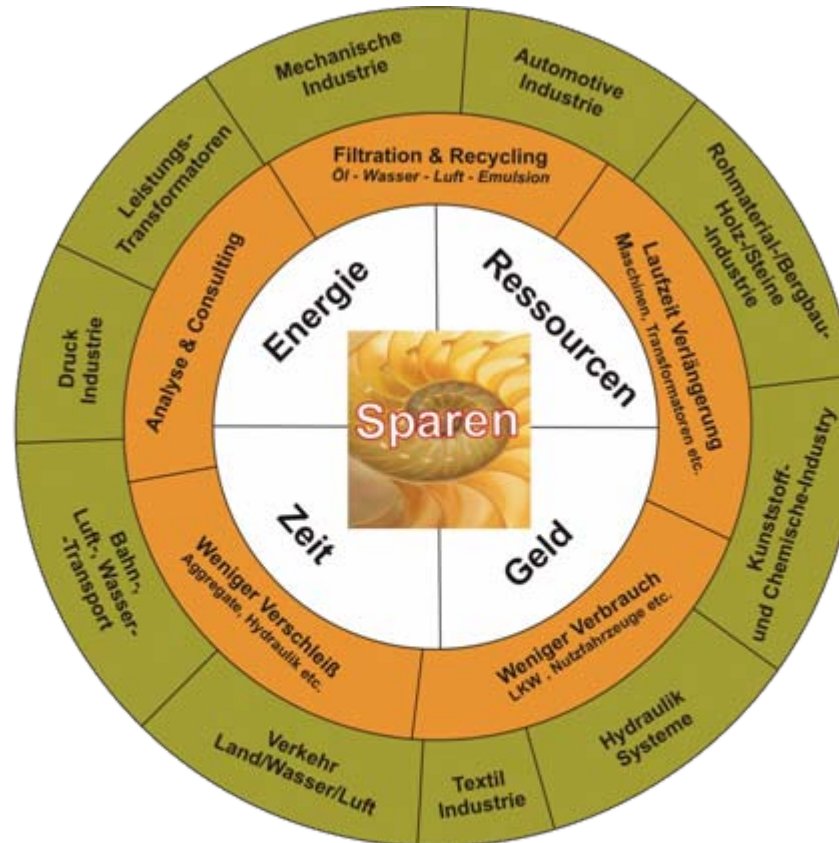 Mechanische
Industrie
Automotive
Industrie
Rohmaterial-/Bergbau-
Holz-/Steine
-Industrie
Kunststoff-
und Chemische-Industry
Hydraulik
Systeme
Textil
Industrie
Verkehr
Land/Wasser/Luft
Bahn-,
Luft-, Wasser-
-Transport
Druck
Industrie
Leistungs-
Transformatoren
Filtration & Recycling
Öl - Wasser - Luft - Emulsion
Laufzeit Verlängerung
Maschinen, Transformatoren etc.
Weniger Verbrauch
LKW , Nutzfahrzeuge etc.
Weniger Verschleiß
Aggregate, Hydraulik etc.
Analyse & Consulting
Energie
Ressourcen
Geld
Zeit
Sparen